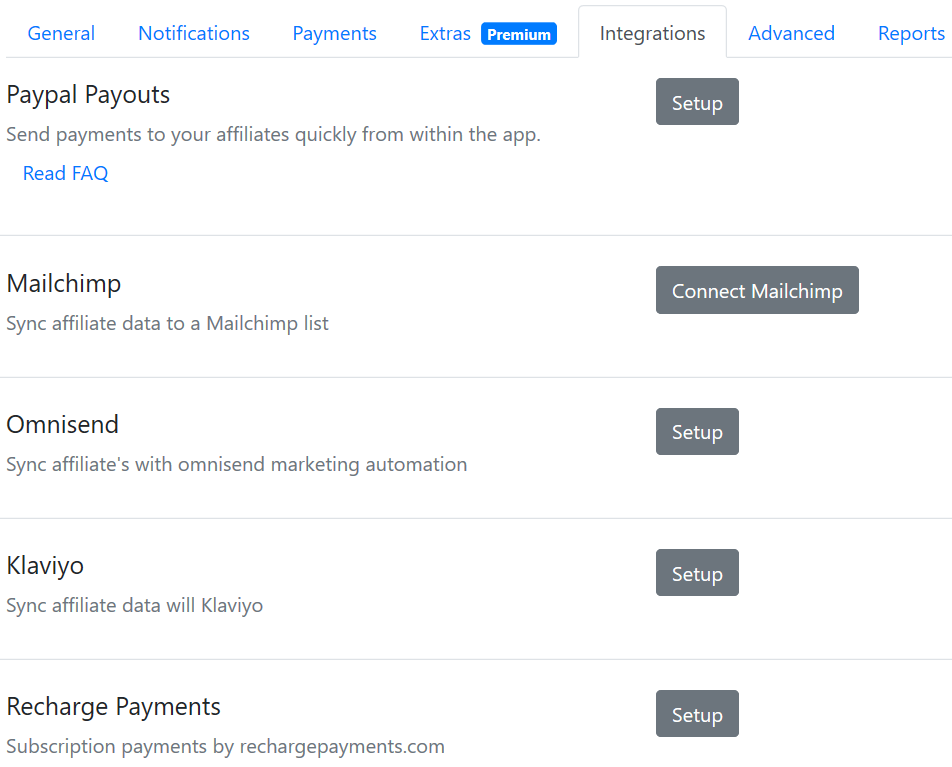 General Notifications Payments Extras Premium Integrations Advanced Reports
Paypal Payouts Setup
Send payments to your affiliates quickly from within the app.
Read FAQ
Mailchimp Connect Mailchimp
Sync affiliate data to a Mailchimp list
Omnisend Setup
Sync affiliate's with omnisend marketing automation
Klaviyo Setup
Sync affiliate data will Klaviyo
Recharge Payments Setup
Subscription payments by rechargepayments.com